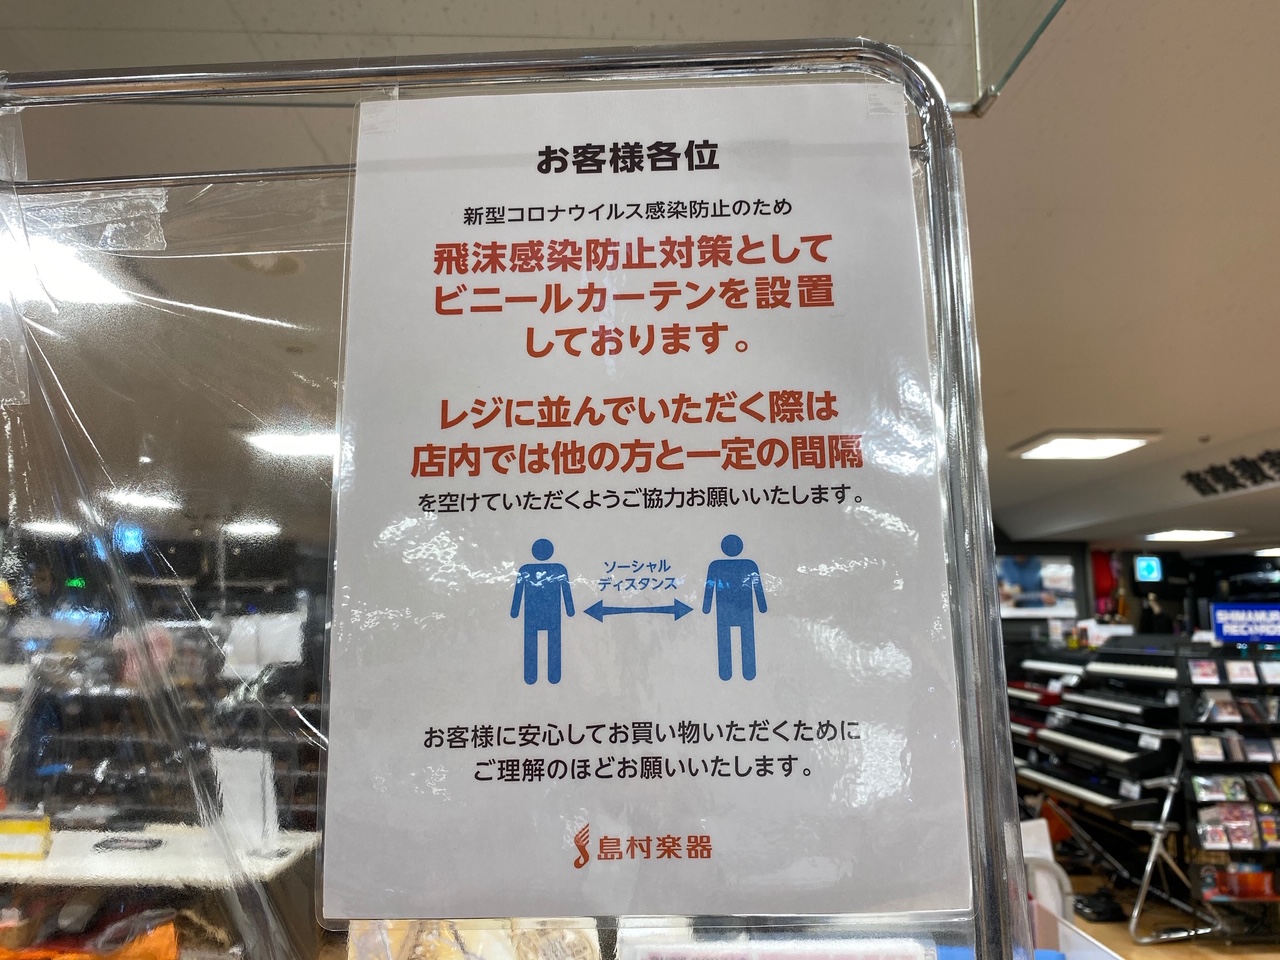 お客様各位
新型コロナウイルス感染防止のため
飛沫感染防止対策として
ビニールカーテンを設置
しております。
レジに並んでいただく際は
店内では他の方と一定の間隔
を空けていただくようご協力お願いいたします。
ソーシャル
ディスタンス
お客様に安心してお買い物いただくために
ご理解のほどお願いいたします。
島村楽器
音楽教室
SHIMAMURA
RECORDS